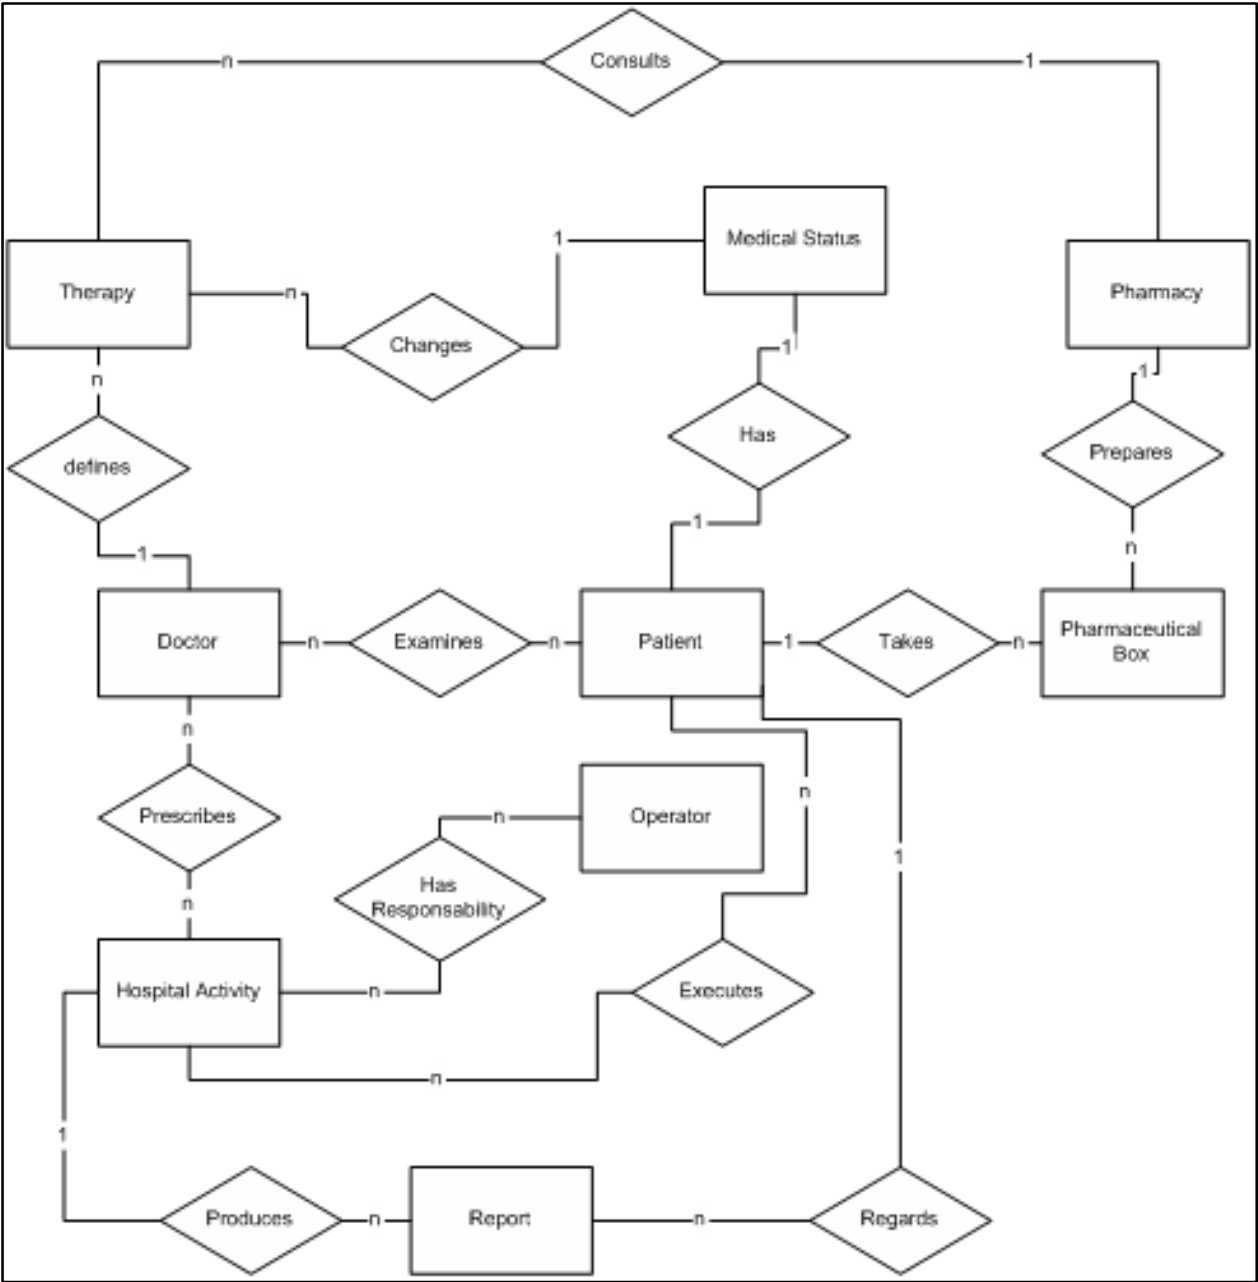 n
Consults
1
Medical Status
1
Therapy
n
Pharmacy
Changes
1
1
n
Has
Prepares
defines
1
n
1
Doctor
n
Examines
n
Patient
1
Takes
n
Pharmaceutical
Box
n
n
Prescribes
n
Operator
1
Has
Responsability
n
Hospital Activity
n
Executes
n
1
Produces
n
Report
n
Regards